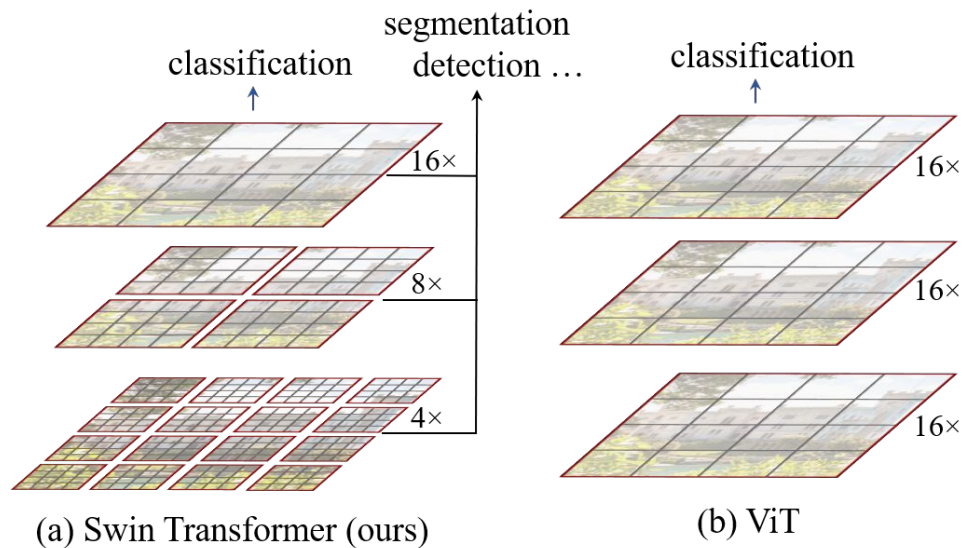 segmentation
classification
detection ...
classification
16×
8×
4×
16×
16×
16×
(a) Swin Transformer (ours)
(b) ViT